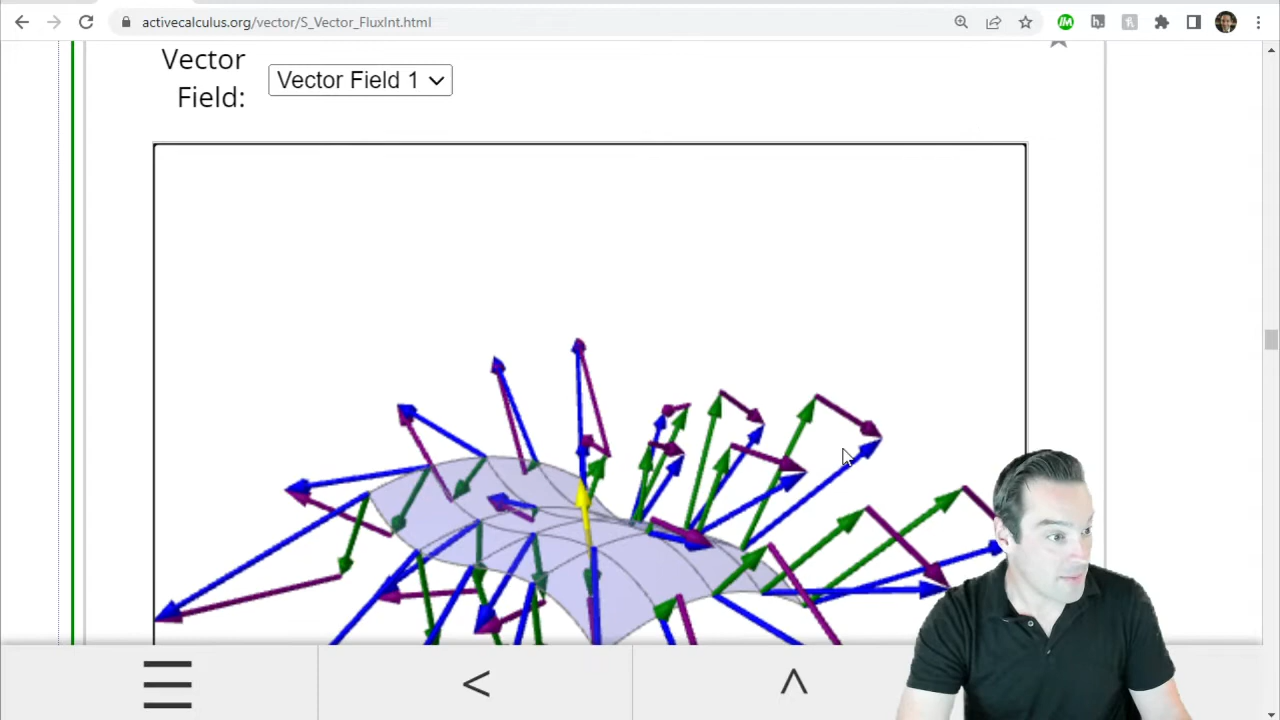 activecalculus.org/vector/S_Vector_FluxInt.html
Vector
Field:
Vector Field 1